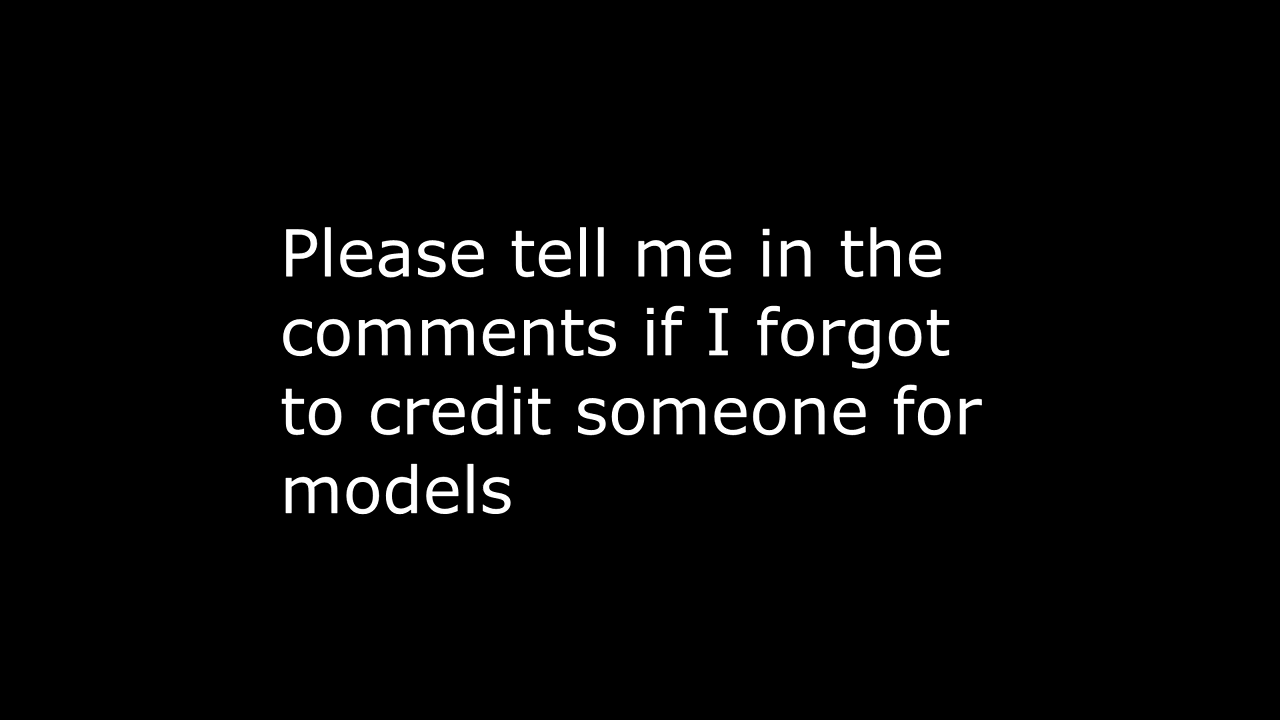 Please tell me in the
comments if I forgot
to credit someone for
models